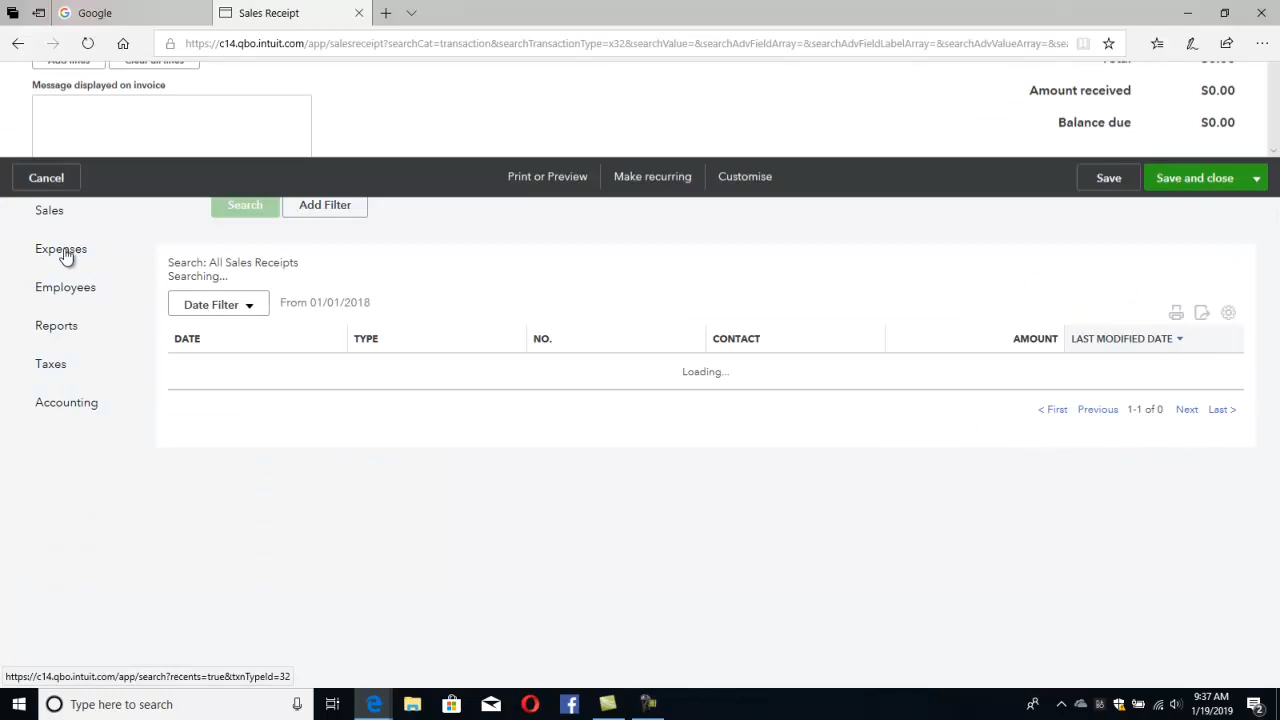 Google
Sales Receipt
https://c14.qbo.intuit.com/app/salesreceipt?searchCat=transaction&searchTransactionType=x32&searchValue=&searchAdvFieldArray=&searchAdvFieldLabelArray=&searchAdvValueArray=&se
Add lines
Clear all lines
Total
$0.00
Message displayed on invoice
Amount received
$0.00
Balance due
$0.00
Cancel
Print or Preview
Make recurring
Customise
Save
Save and close
Sales
Search
Add Filter
Expenses
Employees
Reports
Taxes
Accounting
Search: All Sales Receipts
Searching...
Date Filter
From 01/01/2018
DATE
TYPE
NO.
CONTACT
AMOUNT
LAST MODIFIED DATE
Loading...
< First
Previous
1-1 of 0
Next
Last >
https://c14.qbo.intuit.com/app/search?recents=true&txnTypeId=32
Type here to search
9:37 AM
1/19/2019
2